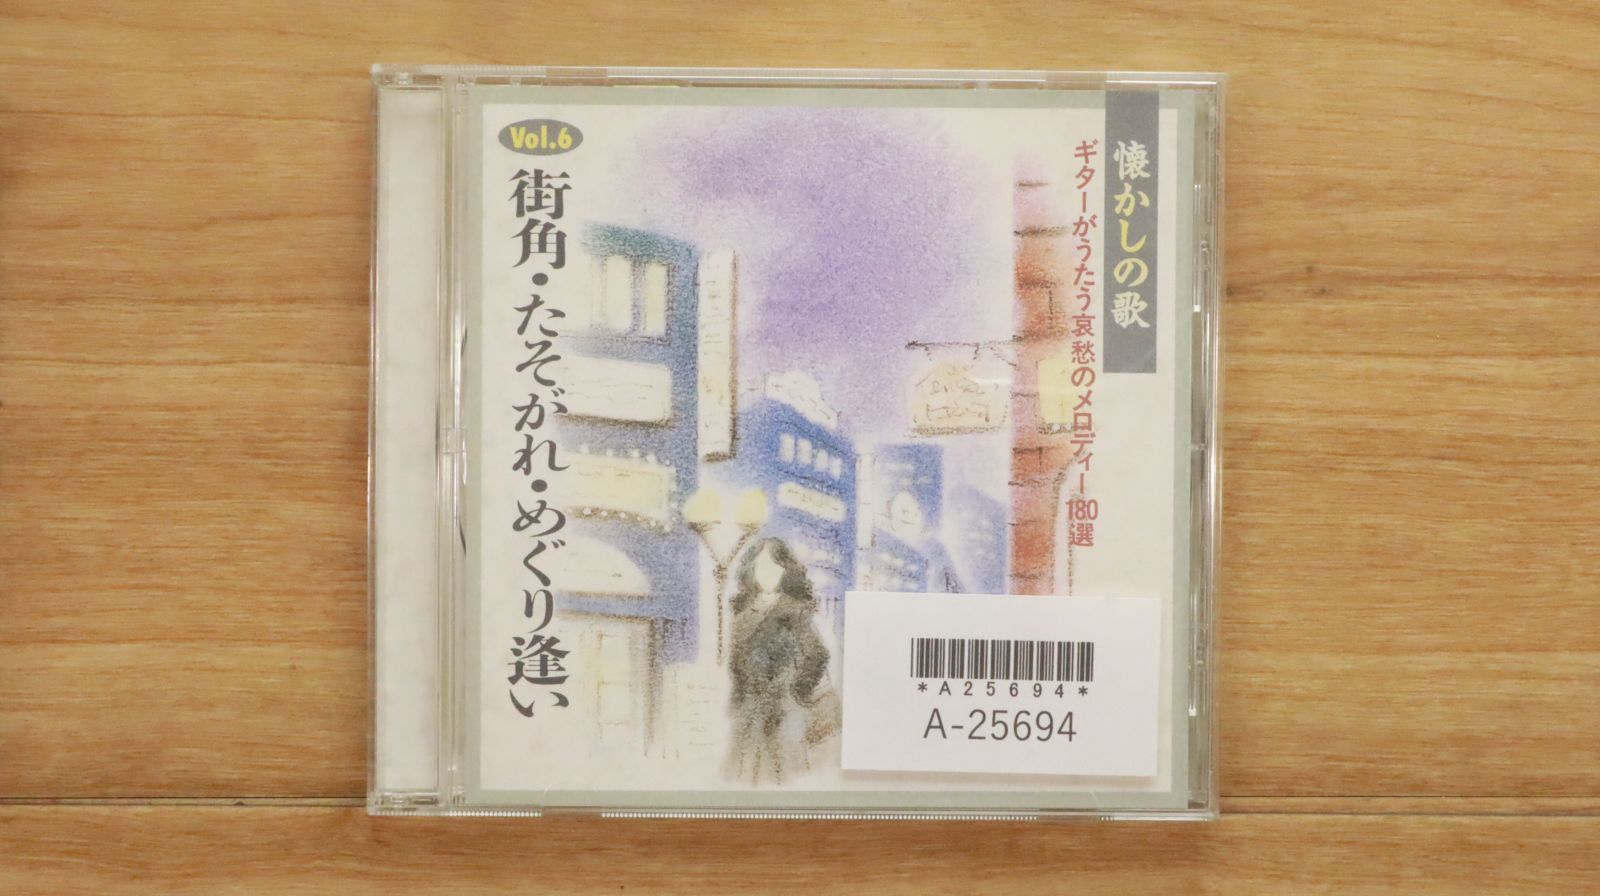 懐かしの歌
ギターがうたう哀愁のメロディー180選
Vol.6
街角・たそがれ・めぐり逢い
*A25694*
A-25694